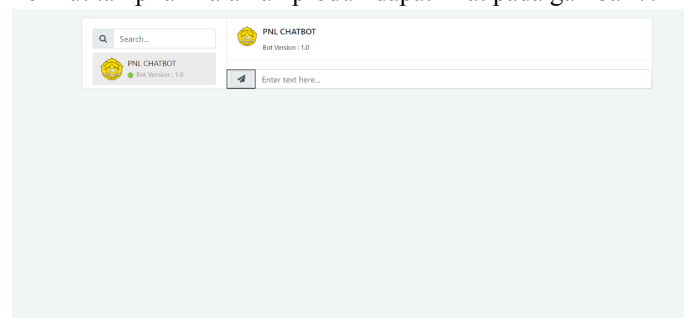 Search...
PNL CHATBOT
Bot Version : 1.0
PNL CHATBOT
Bot Version : 1.0
Enter text here...